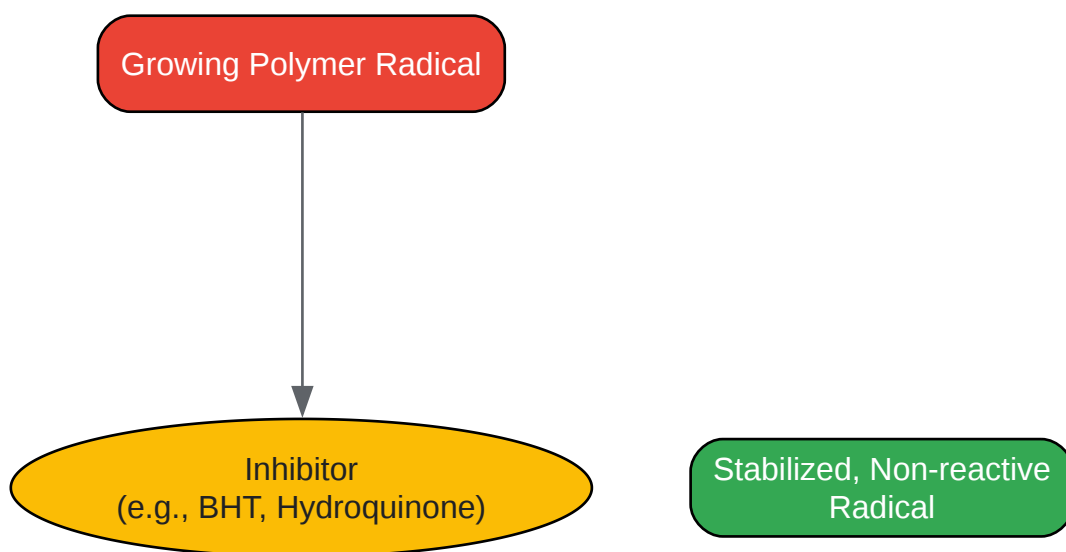 Growing Polymer Radical
Inhibitor
(e.g., BHT, Hydroquinone)
Stabilized, Non-reactive
Radical